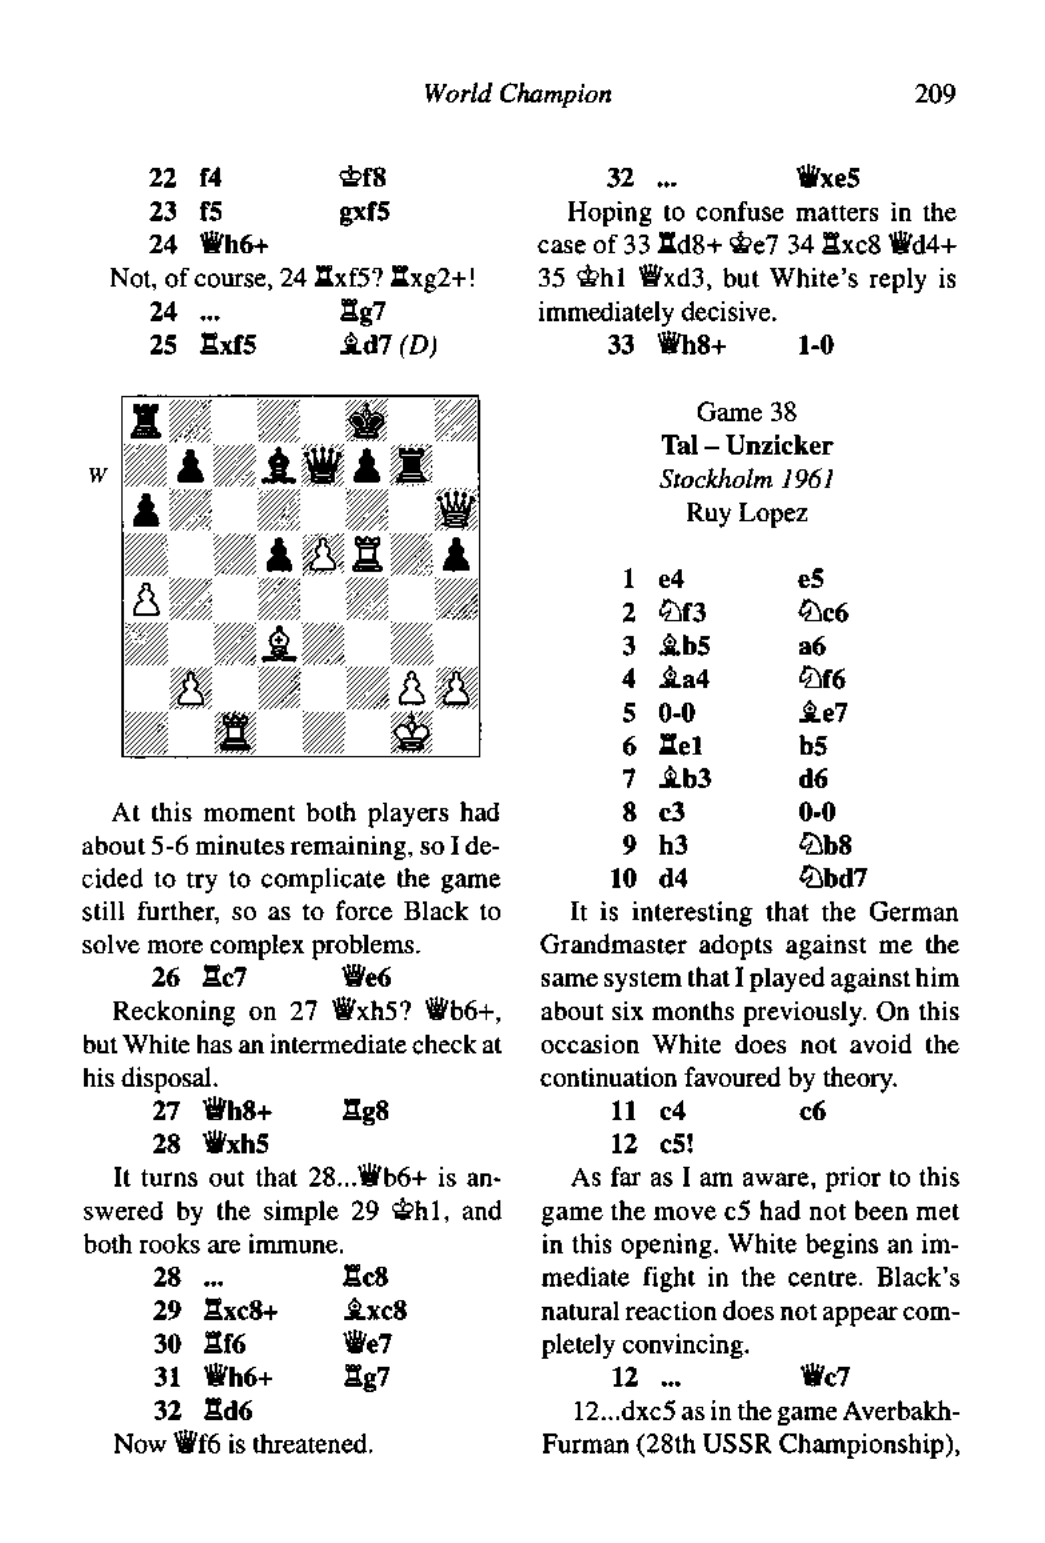 World Champion 209
22 f4 ♔f8
23 f5 gxf5
24 ♕h6+
Not, of course, 24 ♖xf5? ♖xg2+!
24 ... ♖g7
25 ♖xf5 ♗d7 (D)
W
At this moment both players had
about 5-6 minutes remaining, so I de-
cided to try to complicate the game
still further, so as to force Black to
solve more complex problems.
26 ♖c7 ♕e6
Reckoning on 27 ♕xh5? ♕b6+,
but White has an intermediate check at
his disposal.
27 ♕h8+ ♖g8
28 ♕xh5
It turns out that 28...♕b6+ is an-
swered by the simple 29 ♔h1, and
both rooks are immune.
28 ... ♖c8
29 ♖xc8+ ♗xc8
30 ♖f6 ♕e7
31 ♕h6+ ♖g7
32 ♖d6
Now ♕f6 is threatened.
32 ... ♕xe5
Hoping to confuse matters in the
case of 33 ♖d8+ ♔e7 34 ♖xc8 ♕d4+
35 ♔h1 ♕xd3, but White's reply is
immediately decisive.
33 ♕h8+ 1-0
Game 38
Tal – Unzicker
Stockholm 1961
Ruy Lopez
1 e4 e5
2 ♘f3 ♘c6
3 ♗b5 a6
4 ♗a4 ♘f6
5 0-0 ♗e7
6 ♖e1 b5
7 ♗b3 d6
8 c3 0-0
9 h3 ♘b8
10 d4 ♘bd7
It is interesting that the German
Grandmaster adopts against me the
same system that I played against him
about six months previously. On this
occasion White does not avoid the
continuation favoured by theory.
11 c4 c6
12 c5!
As far as I am aware, prior to this
game the move c5 had not been met
in this opening. White begins an im-
mediate fight in the centre. Black's
natural reaction does not appear com-
pletely convincing.
12 ... ♕c7
12...dxc5 as in the game Averbakh-
Furman (28th USSR Championship),